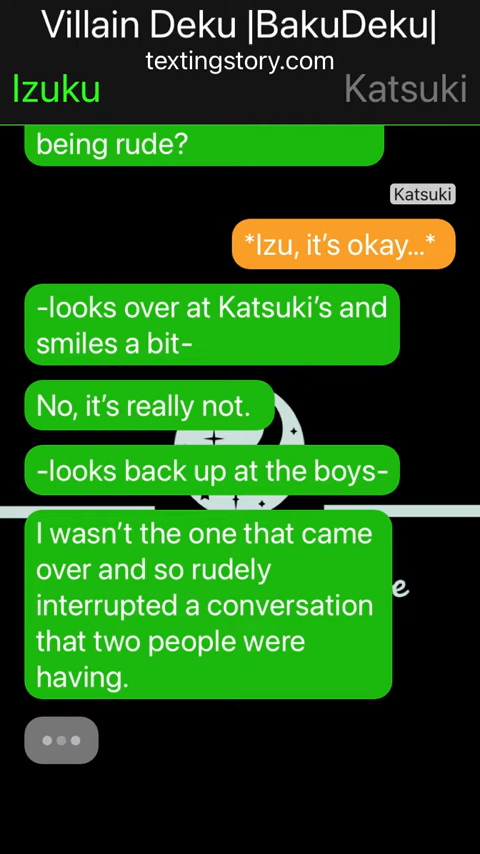 Villain Deku |BakuDeku|
textingstory.com
Izuku
Katsuki
being rude?
Katsuki
*Izu, it’s okay...*
-looks over at Katsuki’s and
smiles a bit-
No, it’s really not.
-looks back up at the boys-
I wasn’t the one that came
over and so rudely
interrupted a conversation
that two people were
having.